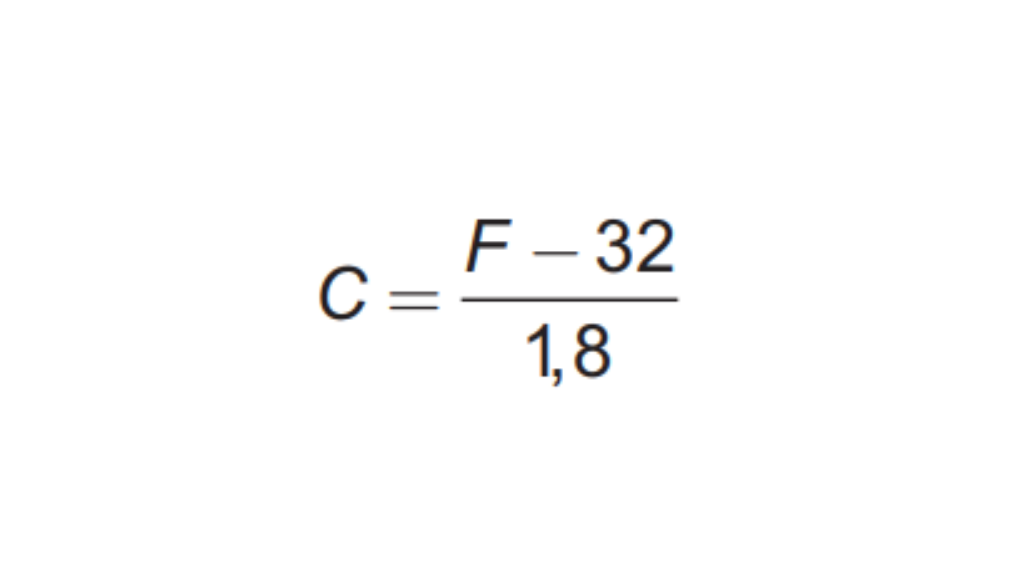 C = F – 32 / 1,8